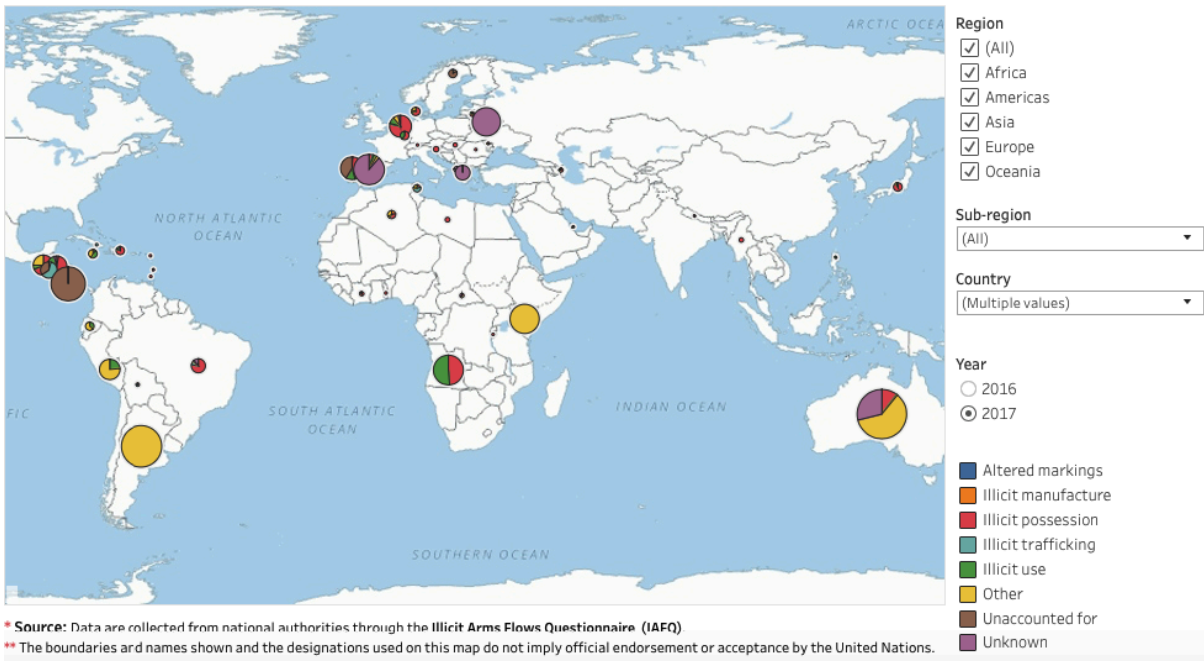 ARCTIC OCEA
NORTH ATLANTIC
OCEAN
FIC
SOUTH ATLANTIC
OCEAN
INDIAN OCEAN
SOUTHERN OCEAN
Region
(All)
Africa
Americas
Asia
Europe
Oceania
Sub-region
(All)
Country
(Multiple values)
Year
2016
2017
Altered markings
Illicit manufacture
Illicit possession
Illicit trafficking
Illicit use
Other
Unaccounted for
Unknown
* Source: Data are collected from national authorities through the Illicit Arms Flows Questionnaire (IAFQ)
** The boundaries and names shown and the designations used on this map do not imply official endorsement or acceptance by the United Nations.